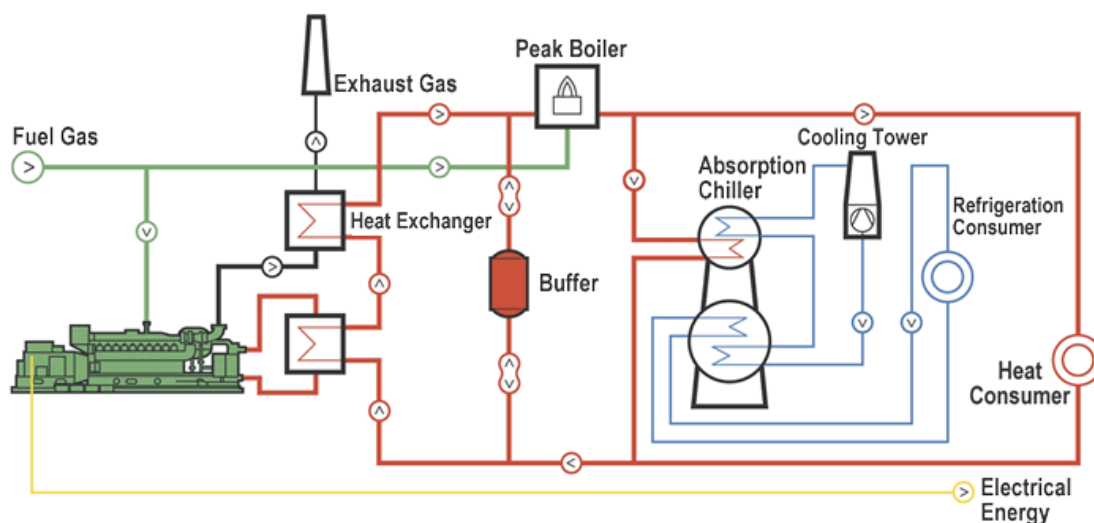 Peak Boiler
Exhaust Gas
Fuel Gas
Cooling Tower
Absorption
Chiller
Heat Exchanger
Refrigeration
Consumer
Buffer
Heat
Consumer
Electrical
Energy